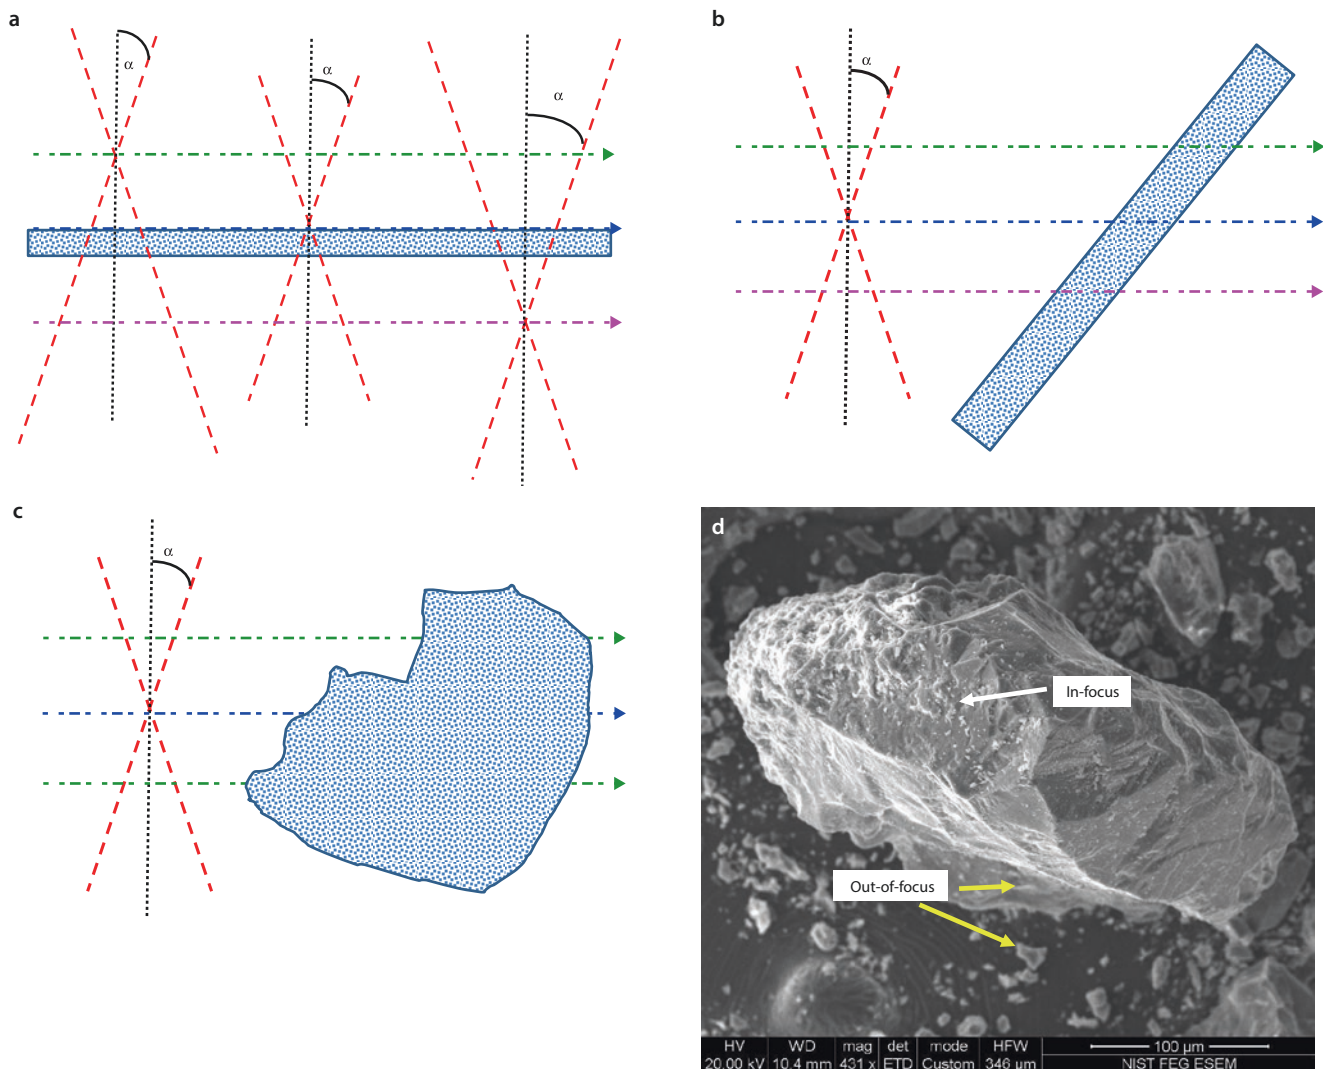 a
α
α
α
b
α
c
α
d
In-focus
Out-of-focus
HV WD mag det mode HFW 100 µm
20.00 kV 10.4 mm 431 x ETD Custom 346 µm NIST FEG ESEM